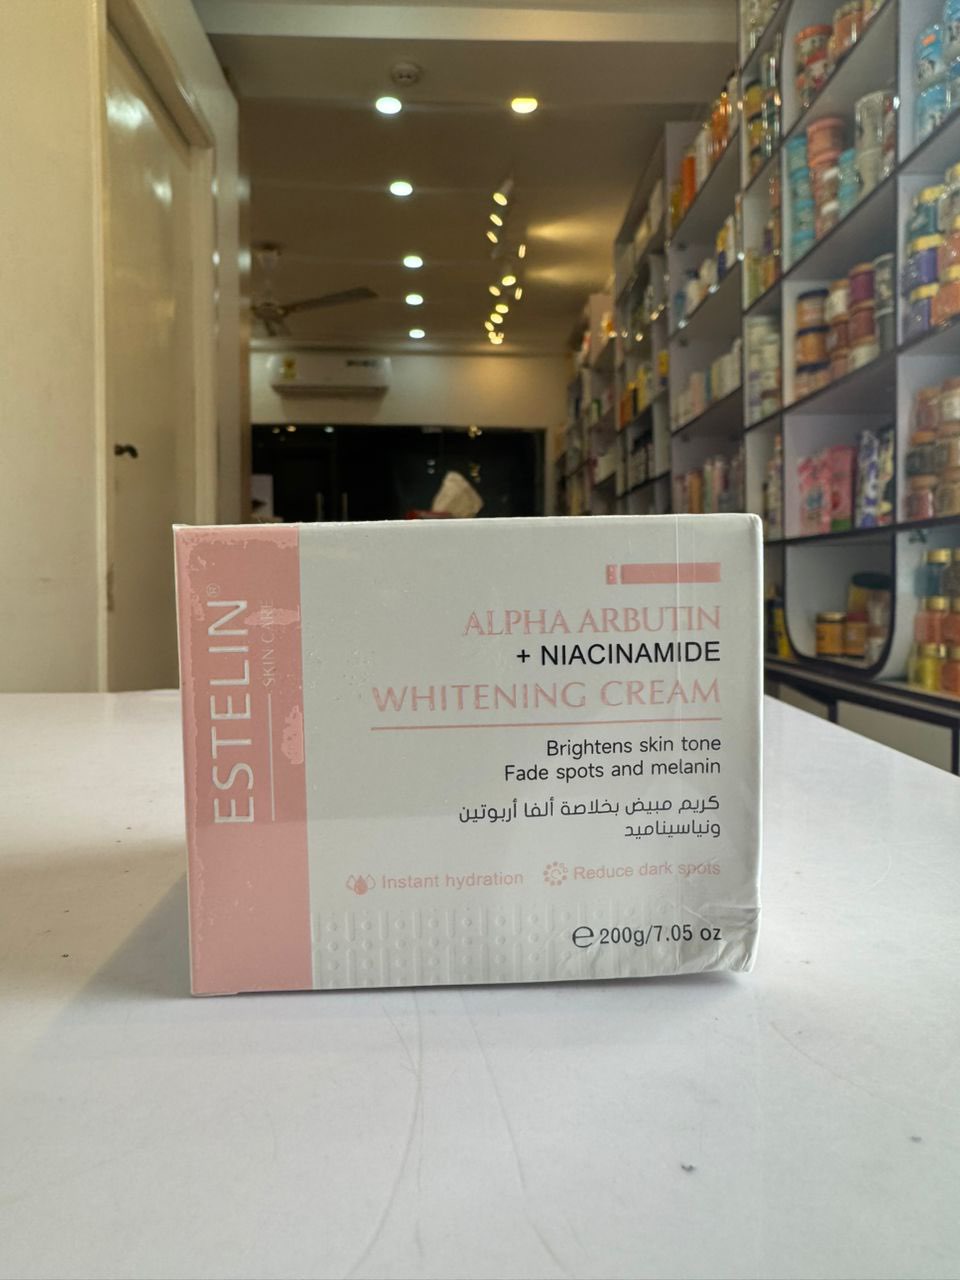 ESTELIN®
SKIN CARE
ALPHA ARBUTIN
+ NIACINAMIDE
WHITENING CREAM
Brightens skin tone
Fade spots and melanin
كريم مبيض بخلاصة ألفا أربوتين
ونياسيناميد
Instant hydration
Reduce dark spots
℮ 200g/7.05 oz